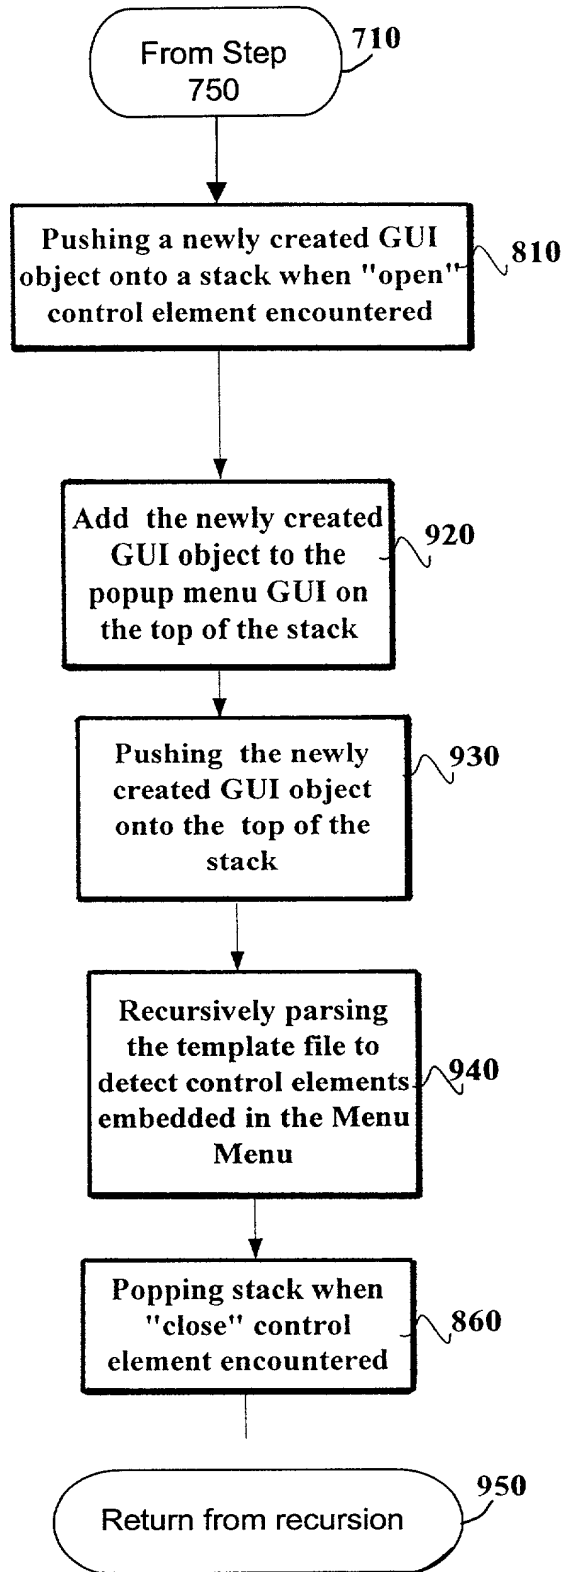 From Step
750
710
Pushing a newly created GUI
object onto a stack when "open"
control element encountered
810
Add the newly created
GUI object to the
popup menu GUI on
the top of the stack
920
Pushing the newly
created GUI object
onto the top of the
stack
930
Recursively parsing
the template file to
detect control elements
embedded in the Menu
Menu
940
Popping stack when
"close" control
element encountered
860
Return from recursion
950